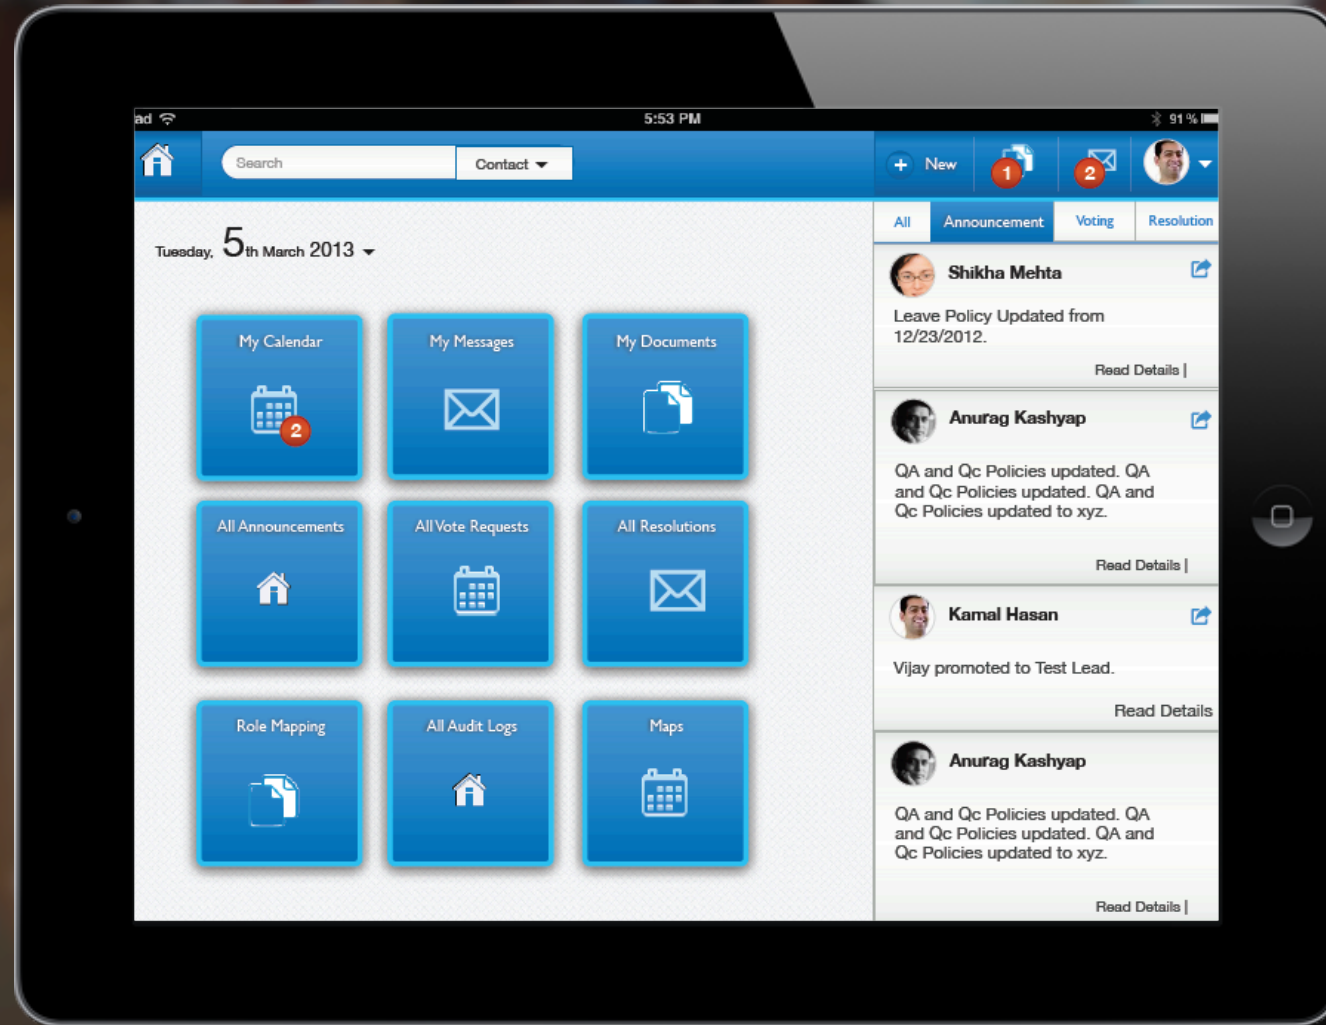 ad
5:53 PM
91 %
Search
Contact
+ New
1
2
Tuesday, 5th March 2013
All
Announcement
Voting
Resolution
My Calendar
2
My Messages
My Documents
All Announcements
All Vote Requests
All Resolutions
Role Mapping
All Audit Logs
Maps
Shikha Mehta
Leave Policy Updated from
12/23/2012.
Read Details |
Anurag Kashyap
QA and Qc Policies updated. QA
and Qc Policies updated. QA and
Qc Policies updated to xyz.
Read Details |
Kamal Hasan
Vijay promoted to Test Lead.
Read Details
Anurag Kashyap
QA and Qc Policies updated. QA
and Qc Policies updated. QA and
Qc Policies updated to xyz.
Read Details |